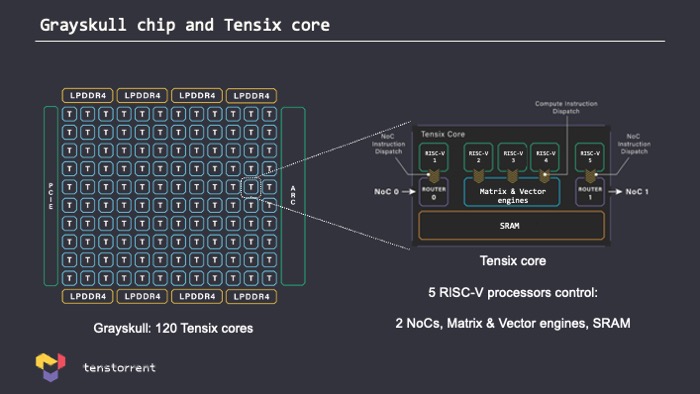 Grayskull chip and Tensix core
LPDDR4 LPDDR4 LPDDR4 LPDDR4
PCIE
T T T T T T T T T T T T
T T T T T T T T T T T T
T T T T T T T T T T T T
T T T T T T T T T T T T
T T T T T T T T T T T T
T T T T T T T T T T T T
T T T T T T T T T T T T
T T T T T T T T T T T T
T T T T T T T T T T T T
T T T T T T T T T T T T
ARC
LPDDR4 LPDDR4 LPDDR4 LPDDR4
Grayskull: 120 Tensix cores
Compute Instruction
Dispatch
NoC
Instruction
Dispatch
Tensix Core
NoC
Instruction
Dispatch
RISC-V
1
RISC-V
2
RISC-V
3
RISC-V
4
RISC-V
5
NoC 0
ROUTER
0
Matrix & Vector
engines
ROUTER
1
NoC 1
SRAM
Tensix core
5 RISC-V processors control:
2 NoCs, Matrix & Vector engines, SRAM
tenstorrent